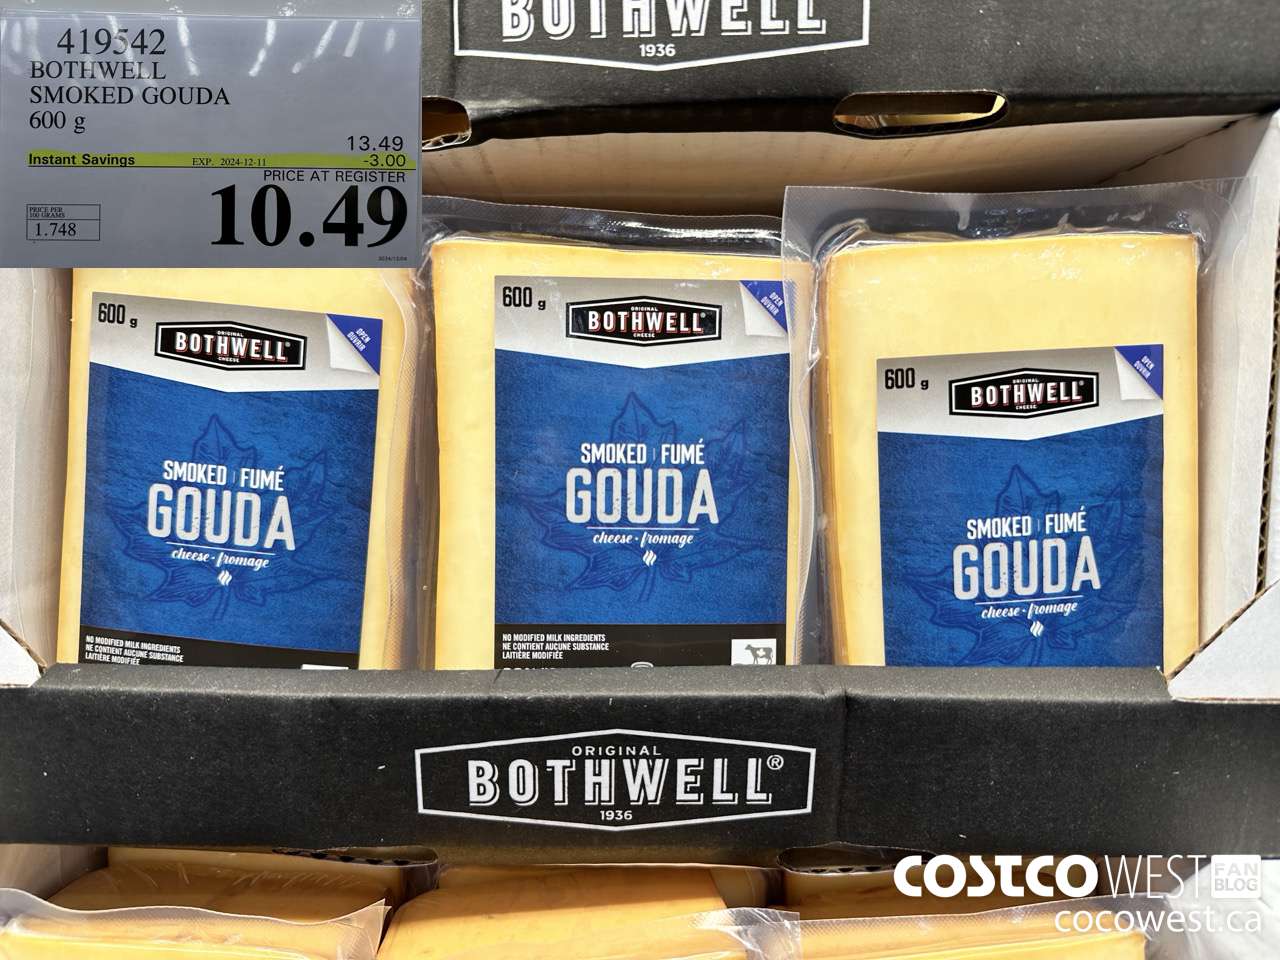 419542
BOTHWELL
SMOKED GOUDA
600 g
13.49
Instant Savings EXP. 2024-12-11 -3.00
PRICE AT REGISTER
10.49
PRICE PER
100 GRAMS
1.748
BOTHWELL
1936
600 g
ORIGINAL
BOTHWELL®
CHEESE
OPEN
OUVRIR
SMOKED | FUMÉ
GOUDA
cheese • fromage
NO MODIFIED MILK INGREDIENTS
NE CONTIENT AUCUNE SUBSTANCE
LAITIÈRE MODIFIÉE
600 g
ORIGINAL
BOTHWELL®
CHEESE
OPEN
OUVRIR
SMOKED | FUMÉ
GOUDA
cheese • fromage
NO MODIFIED MILK INGREDIENTS
NE CONTIENT AUCUNE SUBSTANCE
LAITIÈRE MODIFIÉE
600 g
ORIGINAL
BOTHWELL®
CHEESE
OPEN
OUVRIR
SMOKED | FUMÉ
GOUDA
cheese • fromage
ORIGINAL
BOTHWELL®
1936
COSTCO WEST FAN BLOG
cocowest.ca